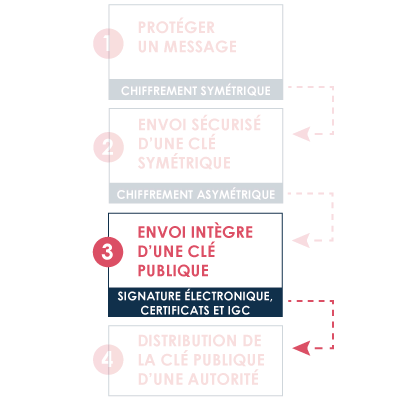 1
PROTÉGER
UN MESSAGE
CHIFFREMENT SYMÉTRIQUE
2
ENVOI SÉCURISÉ
D'UNE CLÉ
SYMÉTRIQUE
CHIFFREMENT ASYMÉTRIQUE
3
ENVOI INTÈGRE
D'UNE CLÉ
PUBLIQUE
SIGNATURE ÉLECTRONIQUE,
CERTIFICATS ET IGC
4
DISTRIBUTION DE
LA CLÉ PUBLIQUE
D'UNE AUTORITÉ